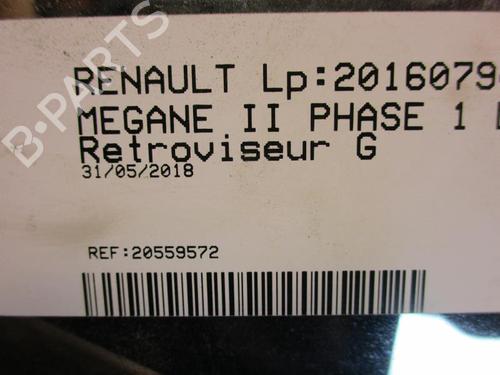 RENAULT Lp:2016079
MEGANE II PHASE 1
Retroviseur G
31/05/2018
REF:20559572
B-PARTS